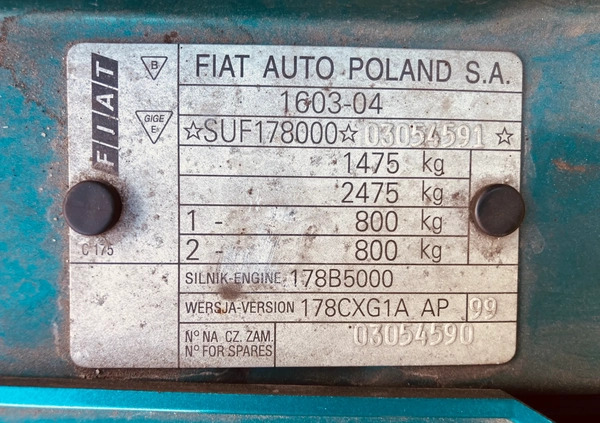 FIAT
B
GIGE
E
C 175
FIAT AUTO POLAND S.A.
1603-04
☆SUF178000☆ 03054591 ☆
1475 kg
2475 kg
1 - 800 kg
2 - 800 kg
SILNIK-ENGINE 178B5000
WERSJA-VERSION 178CXG1A AP 99
N° NA CZ. ZAM. 03054590
N° FOR SPARES